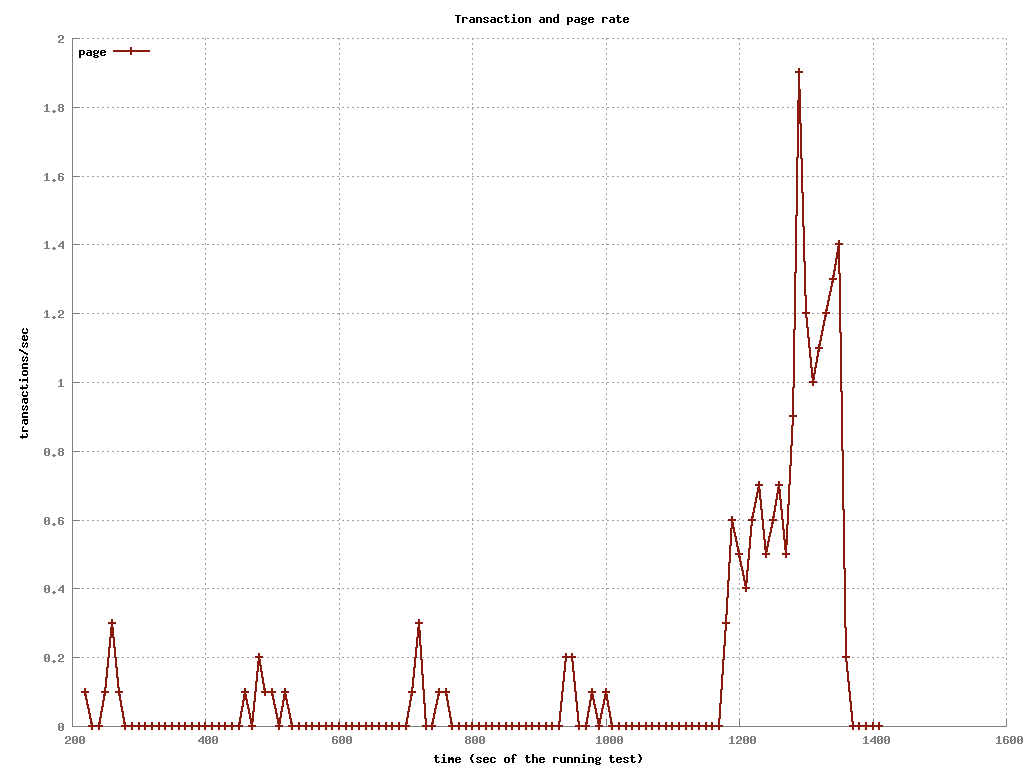 Transaction and page rate
page
2
1.8
1.6
1.4
1.2
1
0.8
0.6
0.4
0.2
0
transactions/sec
200 400 600 800 1000 1200 1400 1600
time (sec of the running test)